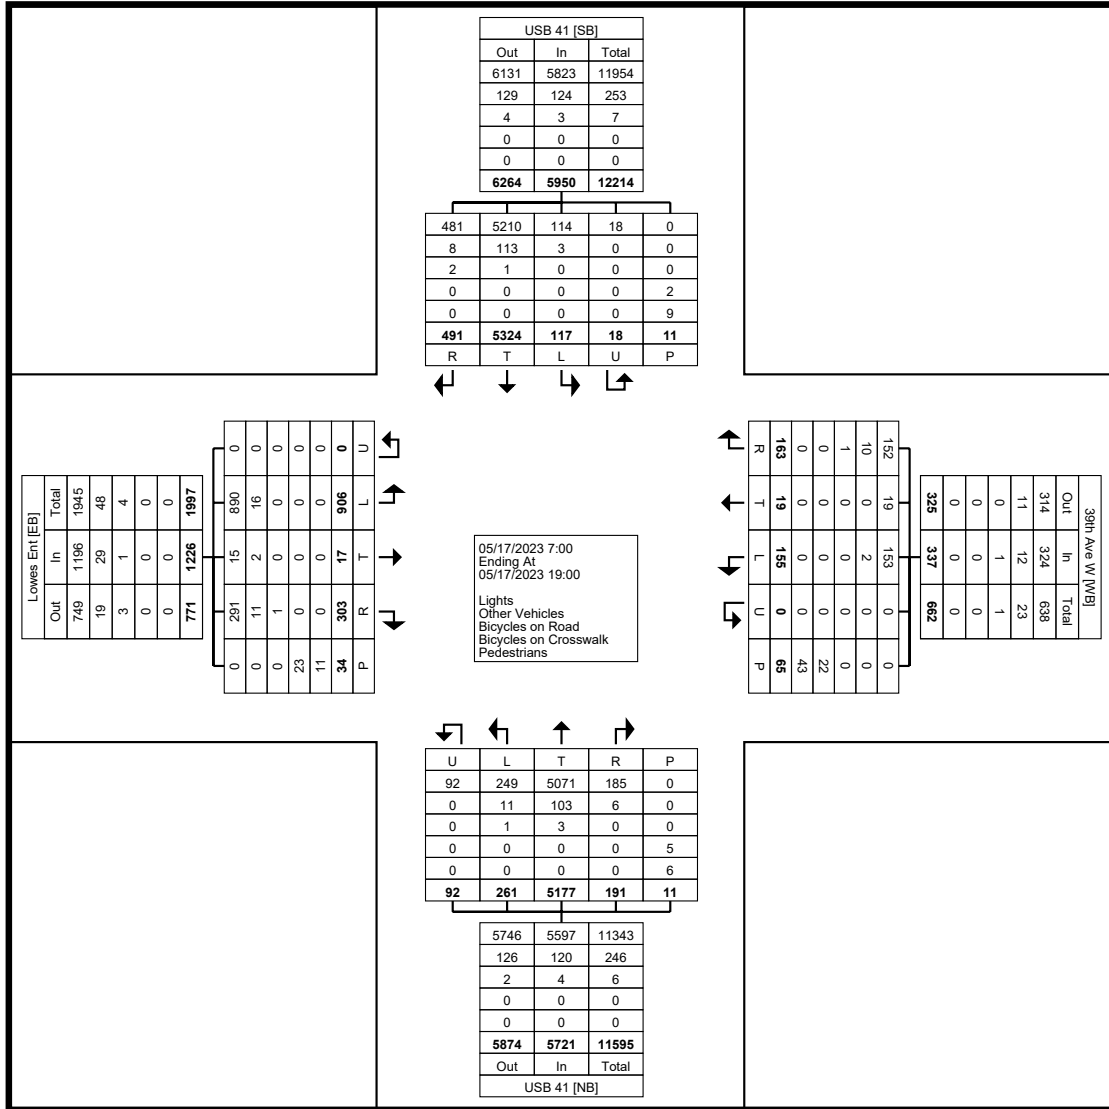 USB 41 [SB]
Out In Total
6131 5823 11954
129 124 253
4 3 7
0 0 0
0 0 0
6264 5950 12214
481 5210 114 18 0
8 113 3 0 0
2 1 0 0 0
0 0 0 0 2
0 0 0 0 9
491 5324 117 18 11
R T L U P
Lowes Ent [EB]
Total In Out
1945 1196 749
48 29 19
4 1 3
0 0 0
0 0 0
1997 1226 771
0 890 15 291 0
0 16 2 11 0
0 0 0 1 0
0 0 0 0 23
0 0 0 0 11
0 906 17 303 34
U L T R P
05/17/2023 7:00
Ending At
05/17/2023 19:00
Lights
Other Vehicles
Bicycles on Road
Bicycles on Crosswalk
Pedestrians
39th Ave W [WB]
Out In Total
314 324 638
11 12 23
0 1 1
0 0 0
0 0 0
325 337 662
152 19 153 0 0
10 0 2 0 0
1 0 0 0 0
0 0 0 0 22
0 0 0 0 43
163 19 155 0 65
R T L U P
U L T R P
92 249 5071 185 0
0 11 103 6 0
0 1 3 0 0
0 0 0 0 5
0 0 0 0 6
92 261 5177 191 11
5746 5597 11343
126 120 246
2 4 6
0 0 0
0 0 0
5874 5721 11595
Out In Total
USB 41 [NB]